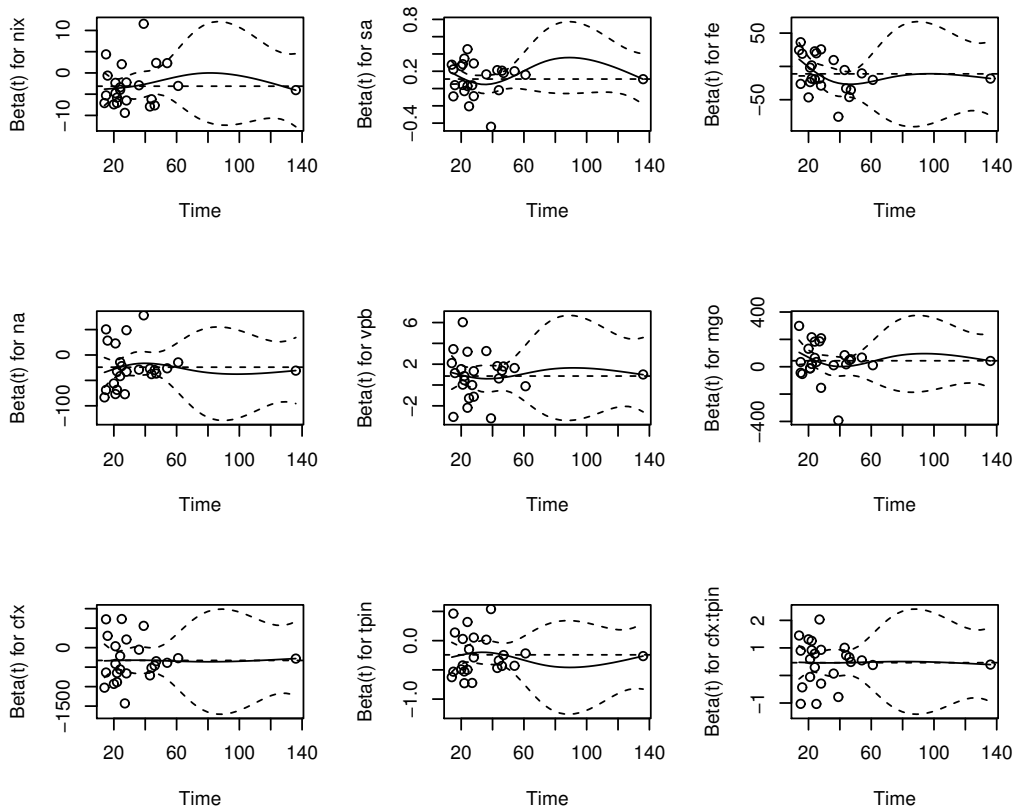 Beta(t) for nix
10
0
−10
20 60 100 140
Time
Beta(t) for sa
0.8
0.2
−0.4
20 60 100 140
Time
Beta(t) for fe
50
−50
20 60 100 140
Time
Beta(t) for na
0
−100
20 60 100 140
Time
Beta(t) for vpb
6
2
−2
20 60 100 140
Time
Beta(t) for mgo
400
0
−400
20 60 100 140
Time
Beta(t) for cfx
0
−1500
20 60 100 140
Time
Beta(t) for tpin
0.0
−1.0
20 60 100 140
Time
Beta(t) for cfx:tpin
2
1
−1
20 60 100 140
Time